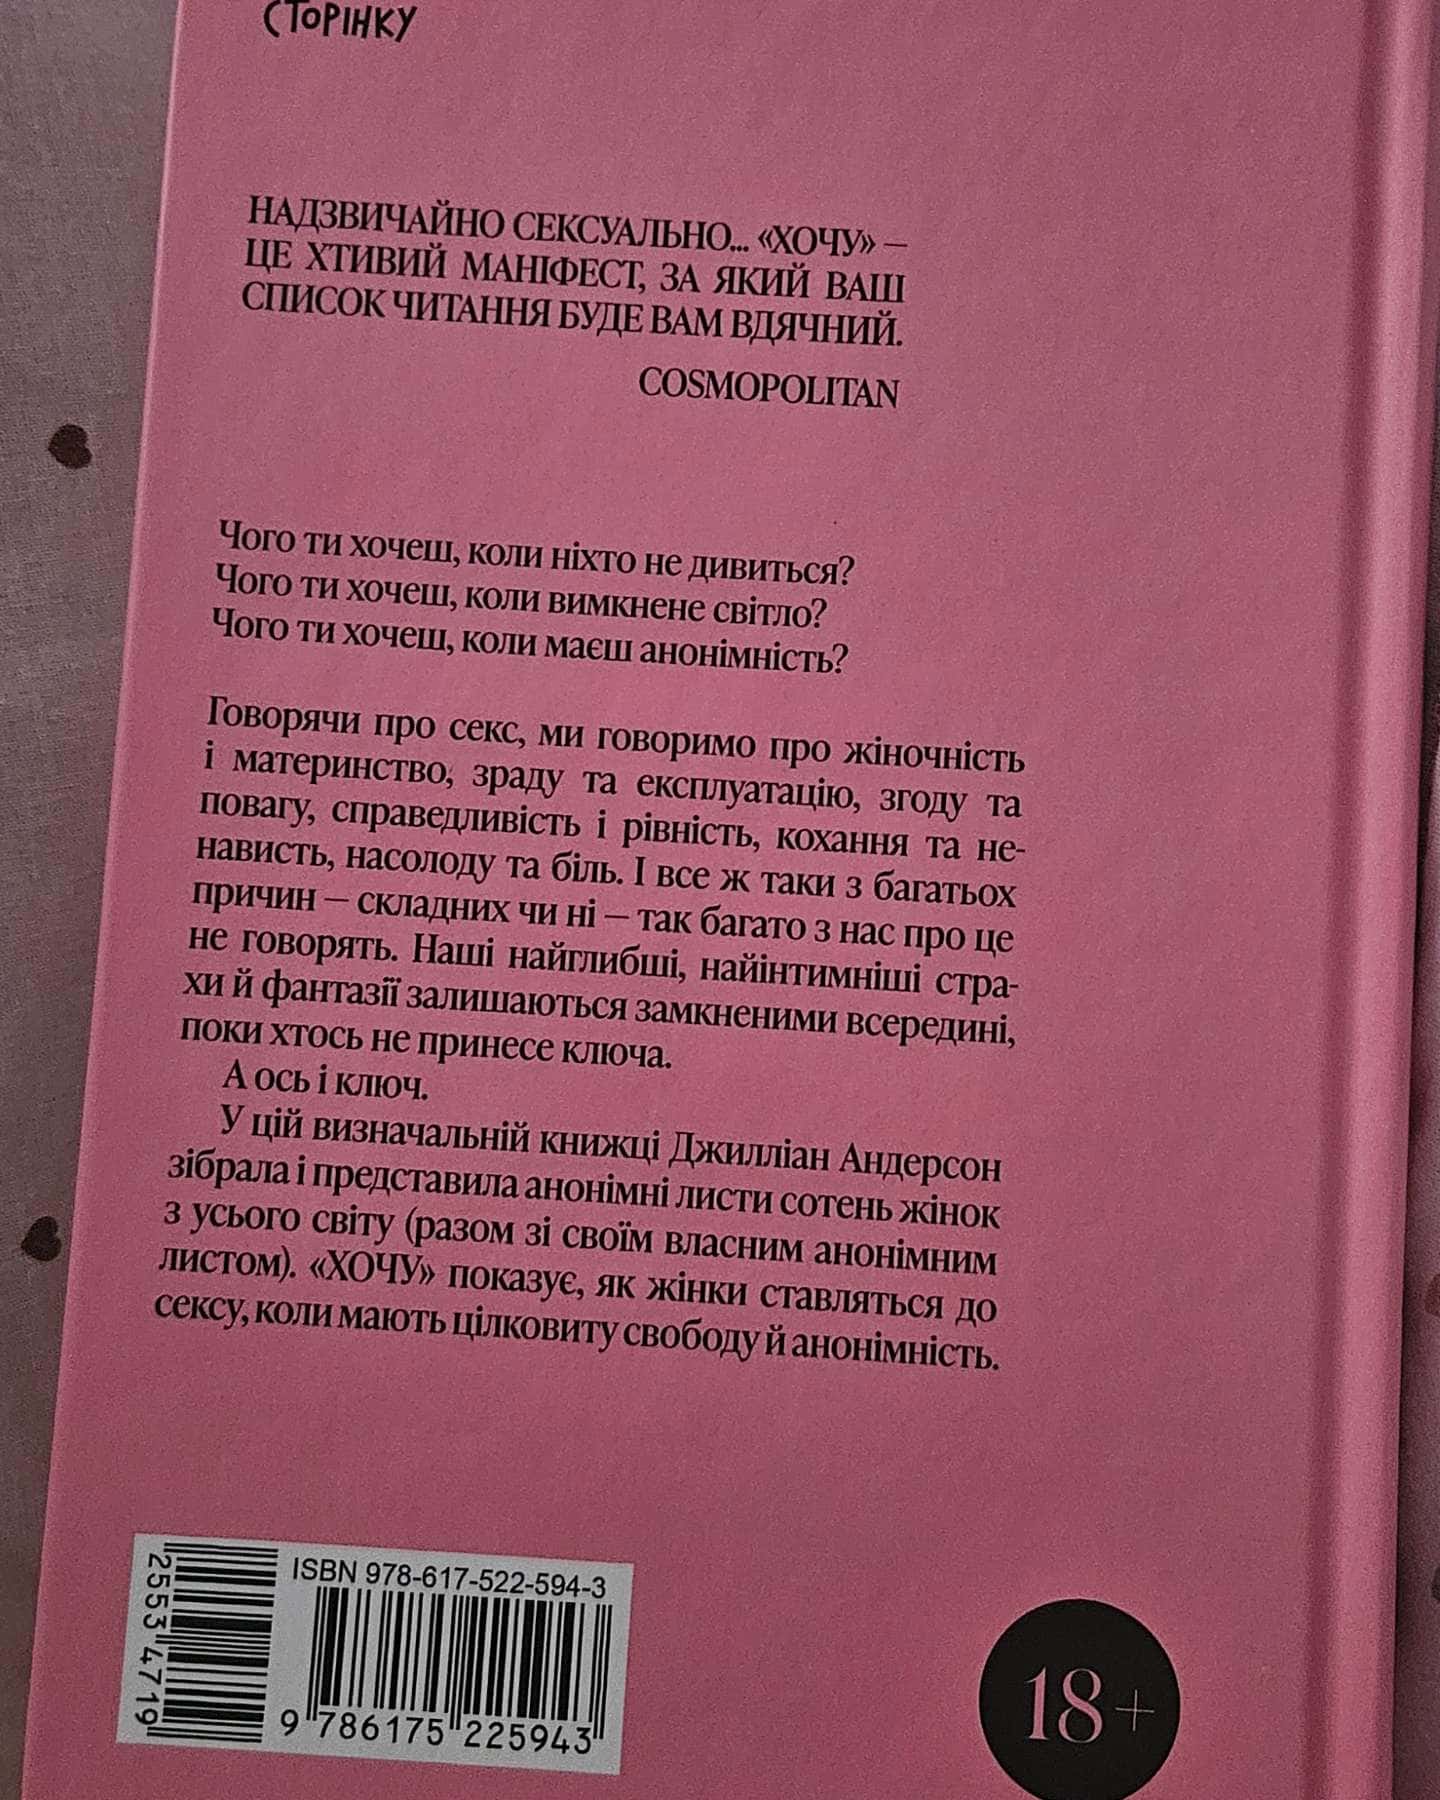 СТОРІНКУ
НАДЗВИЧАЙНО СЕКСУАЛЬНО... «ХОЧУ» –
ЦЕ ХТИВИЙ МАНІФЕСТ, ЗА ЯКИЙ ВАШ
СПИСОК ЧИТАННЯ БУДЕ ВАМ ВДЯЧНИЙ.
COSMOPOLITAN
Чого ти хочеш, коли ніхто не дивиться?
Чого ти хочеш, коли вимкнене світло?
Чого ти хочеш, коли маєш анонімність?
Говорячи про секс, ми говоримо про жіночність
і материнство, зраду та експлуатацію, згоду та
повагу, справедливість і рівність, кохання та не-
нависть, насолоду та біль. І все ж таки з багатьох
причин – складних чи ні – так багато з нас про це
не говорять. Наші найглибші, найінтимніші стра-
хи й фантазії залишаються замкненими всередині,
поки хтось не принесе ключа.
А ось і ключ.
У цій визначальній книжці Джилліан Андерсон
зібрала і представила анонімні листи сотень жінок
з усього світу (разом зі своїм власним анонімним
листом). «ХОЧУ» показує, як жінки ставляться до
сексу, коли мають цілковиту свободу й анонімність.
2553 4719
ISBN 978-617-522-594-3
9 786175 225943
18+